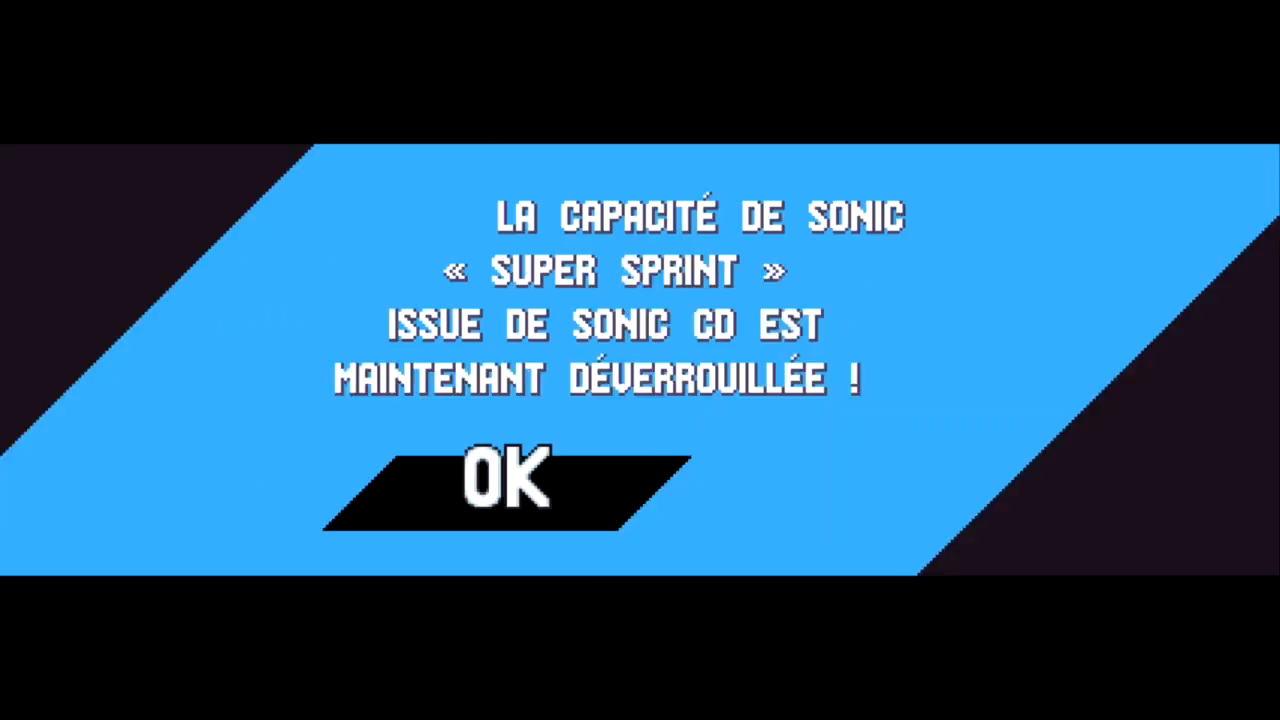 LA CAPACITÉ DE SONIC
« SUPER SPRINT »
ISSUE DE SONIC CD EST
MAINTENANT DÉVERROUILLÉE !
OK